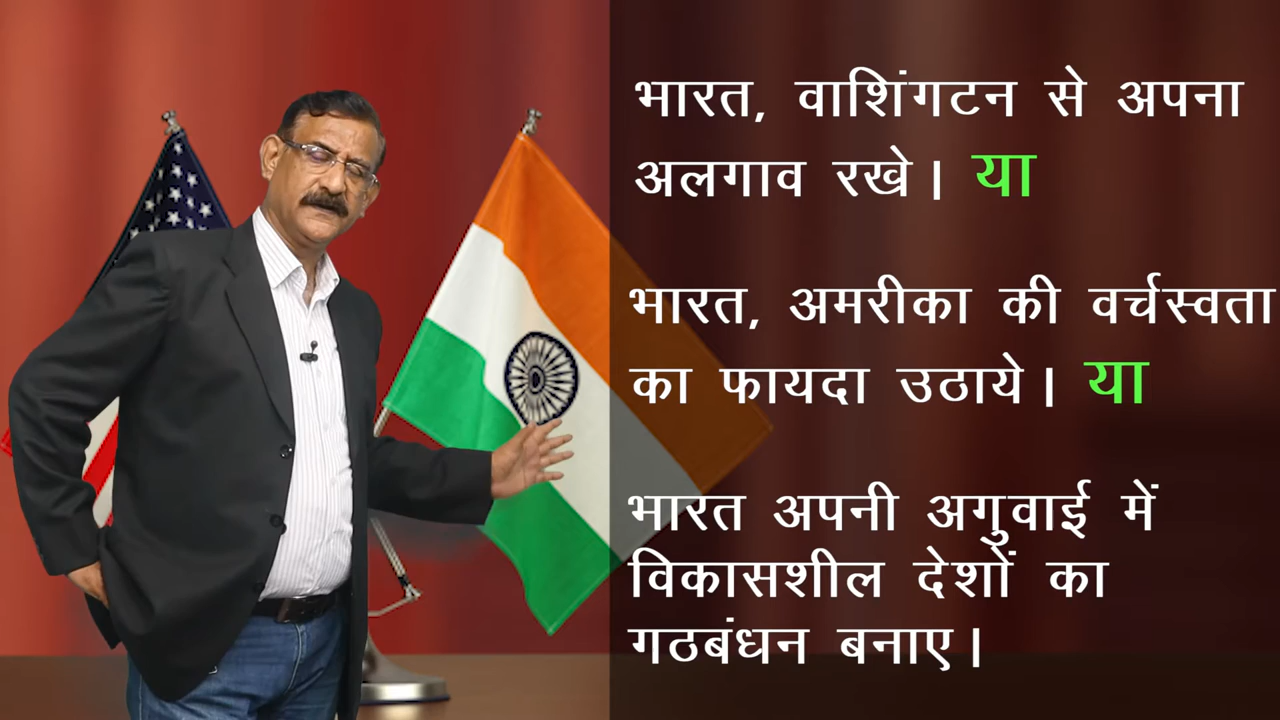 भारत, वाशिंगटन से अपना
अलगाव रखे। या
भारत, अमरीका की वर्चस्वता
का फायदा उठाये। या
भारत अपनी अगुवाई में
विकासशील देशों का
गठबंधन बनाए।